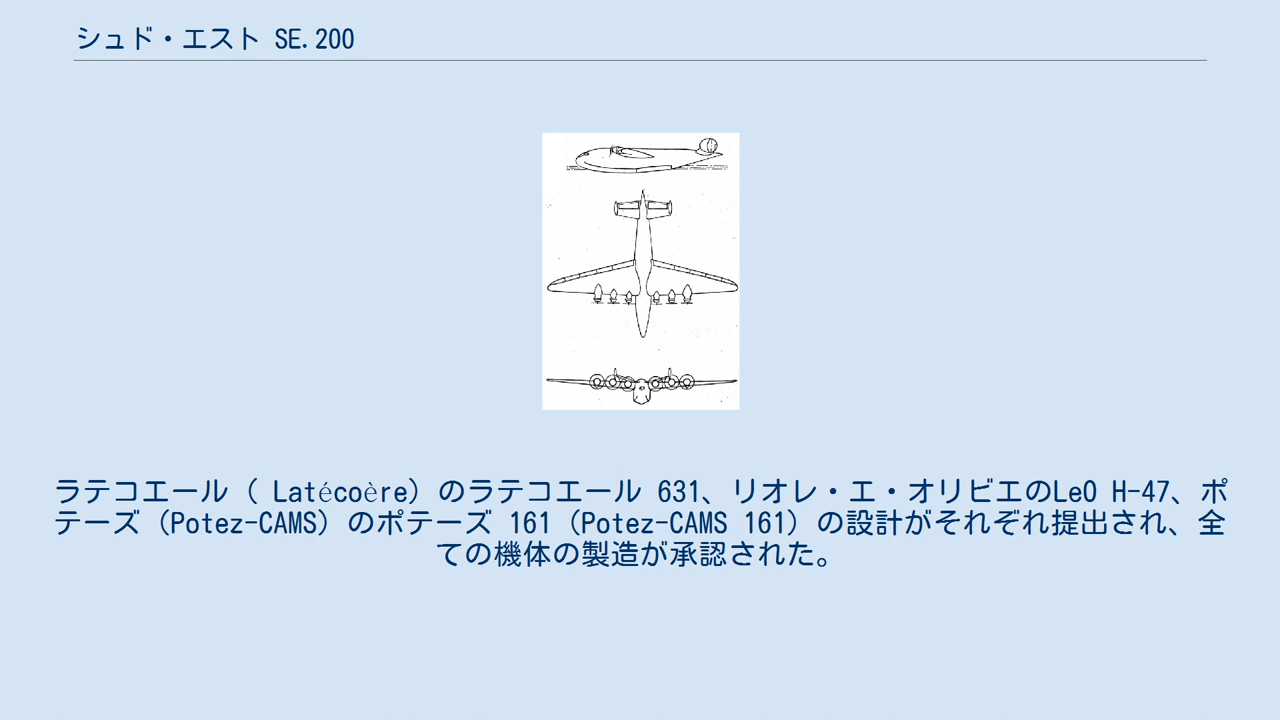 シュド・エスト SE.200
ラテコエール（ Latécoère）のラテコエール 631、リオレ・エ・オリビエのLeO H-47、ポ
テーズ（Potez-CAMS）のポテーズ 161（Potez-CAMS 161）の設計がそれぞれ提出され、全
ての機体の製造が承認された。